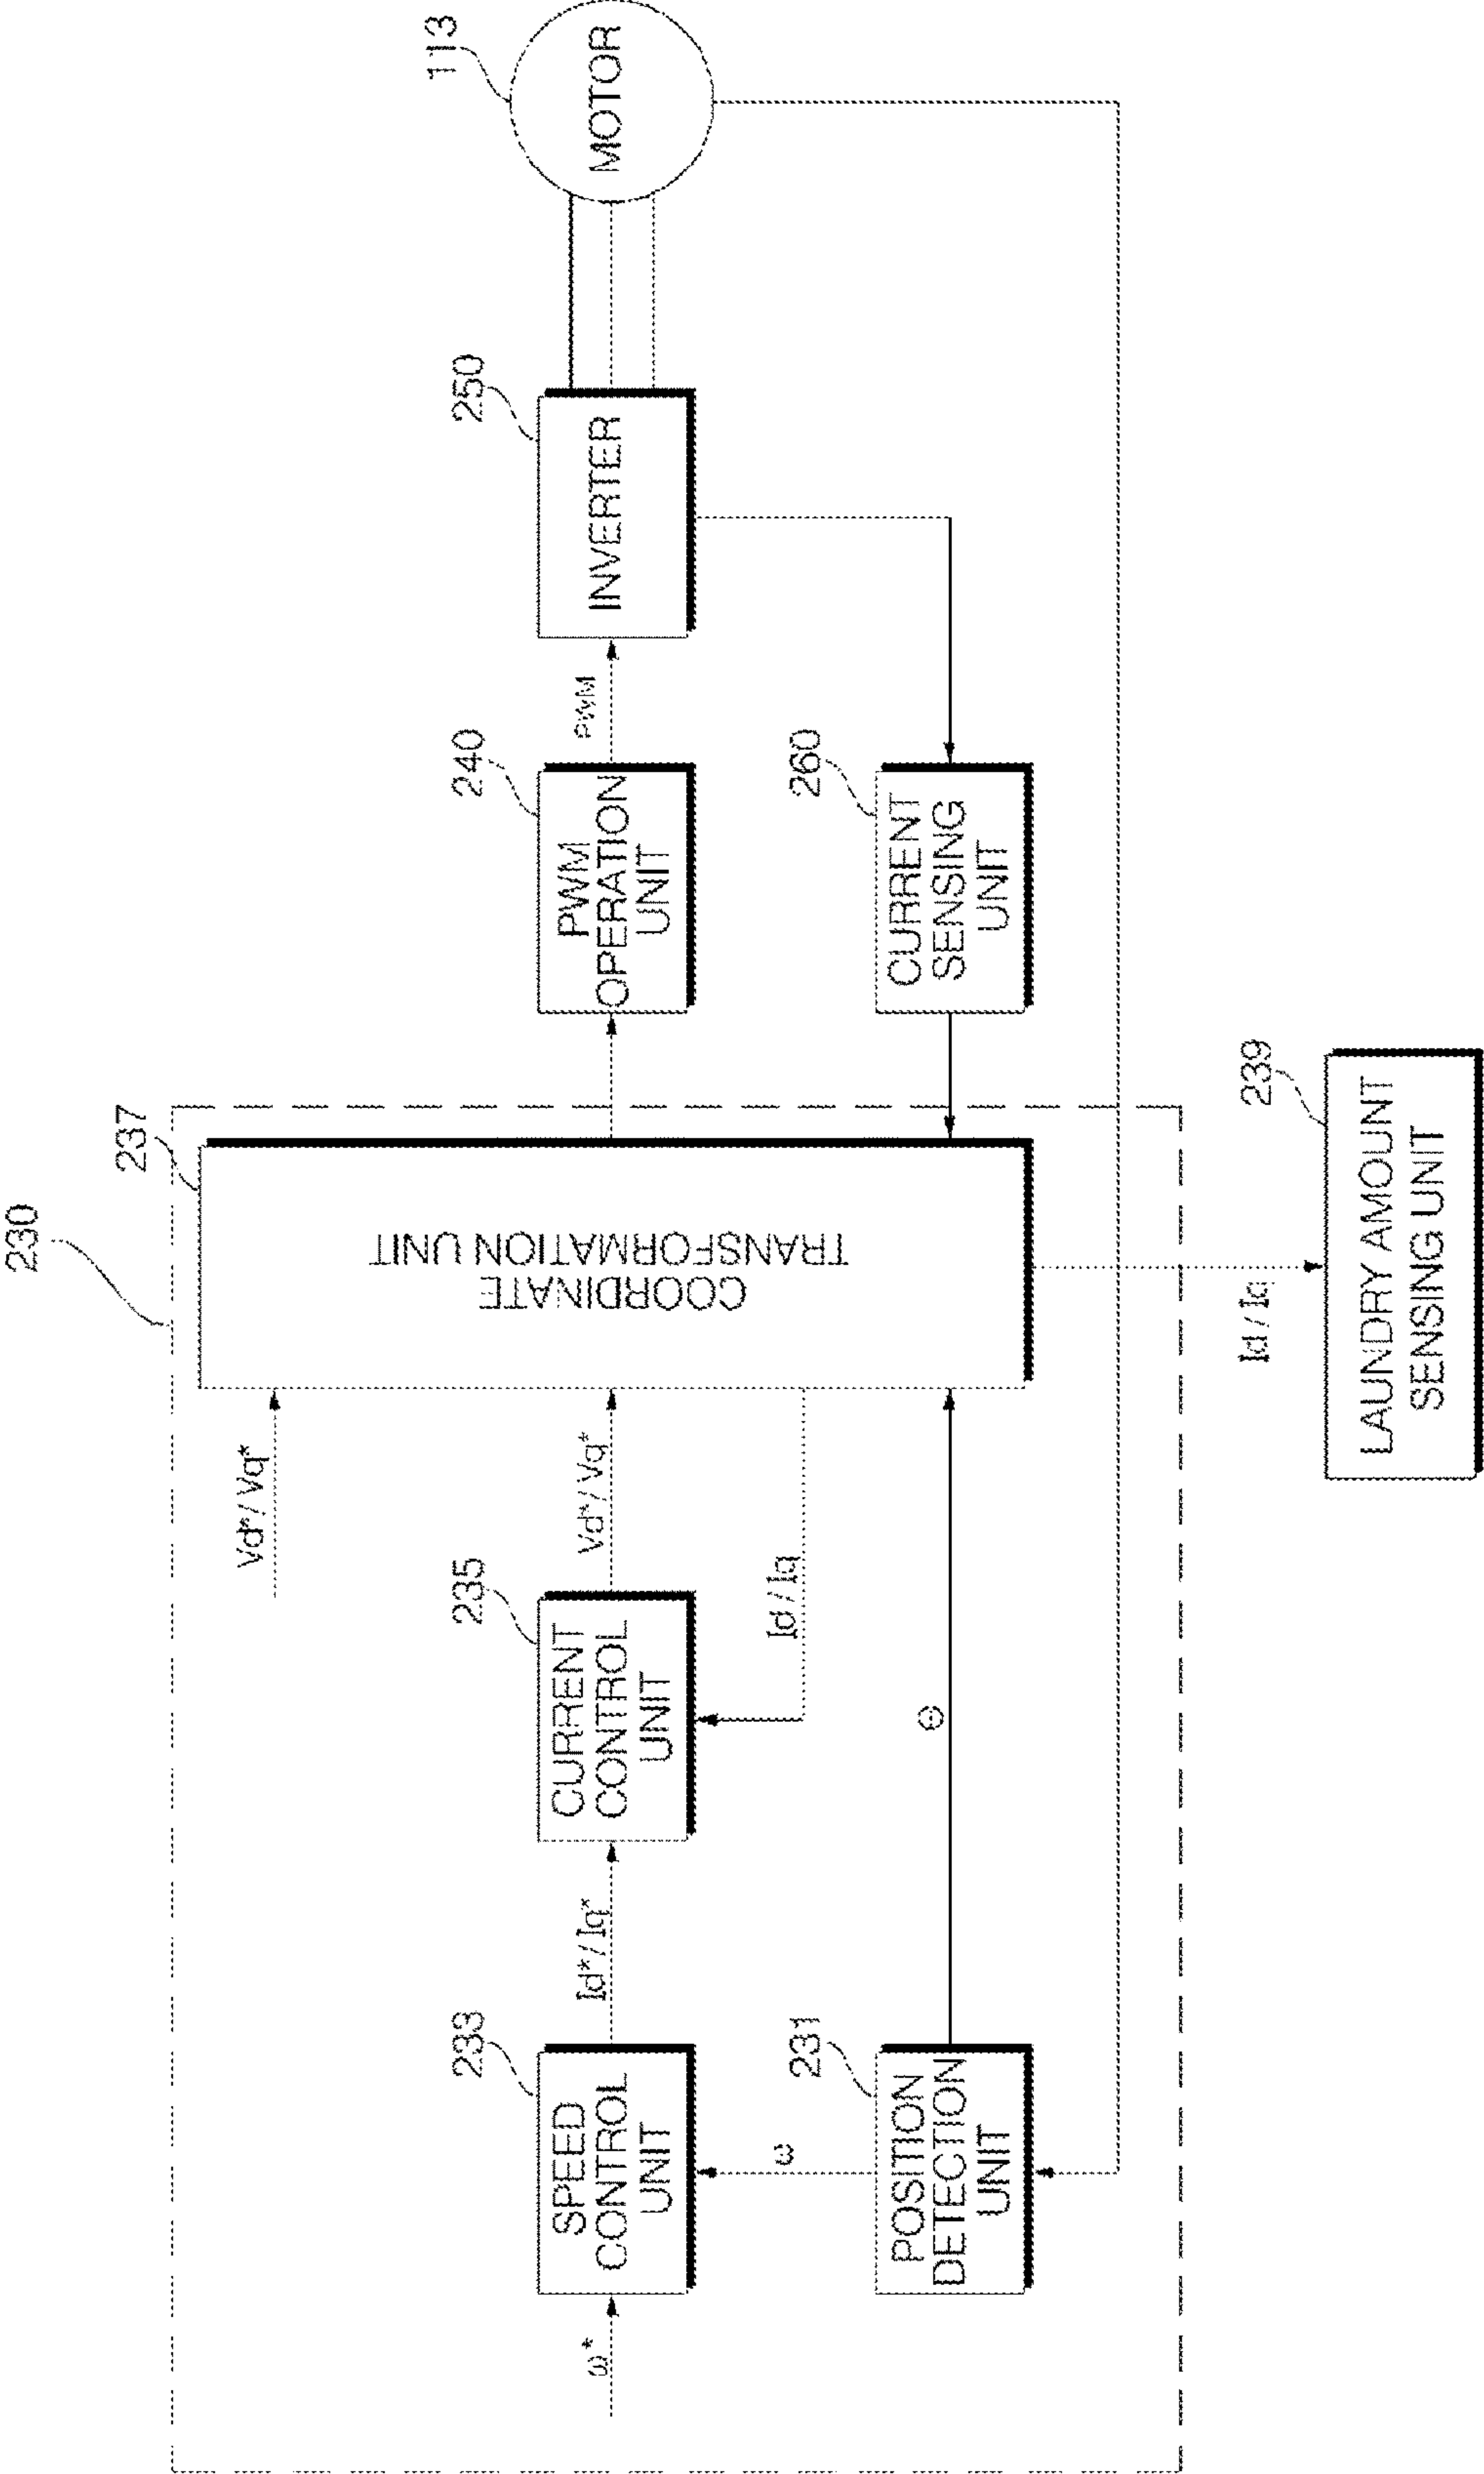 230
237
Vd*/Vq*
233
235
240
250
113
ω*
SPEED
CONTROL
UNIT
Id*/Iq*
CURRENT
CONTROL
UNIT
Vd*/Vq*
COORDINATE
TRANSFORMATION UNIT
PWM
OPERATION
UNIT
PWM
INVERTER
MOTOR
ω
Id/Iq
231
260
POSITION
DETECTION
UNIT
Θ
CURRENT
SENSING
UNIT
Id/Iq
239
LAUNDRY AMOUNT
SENSING UNIT